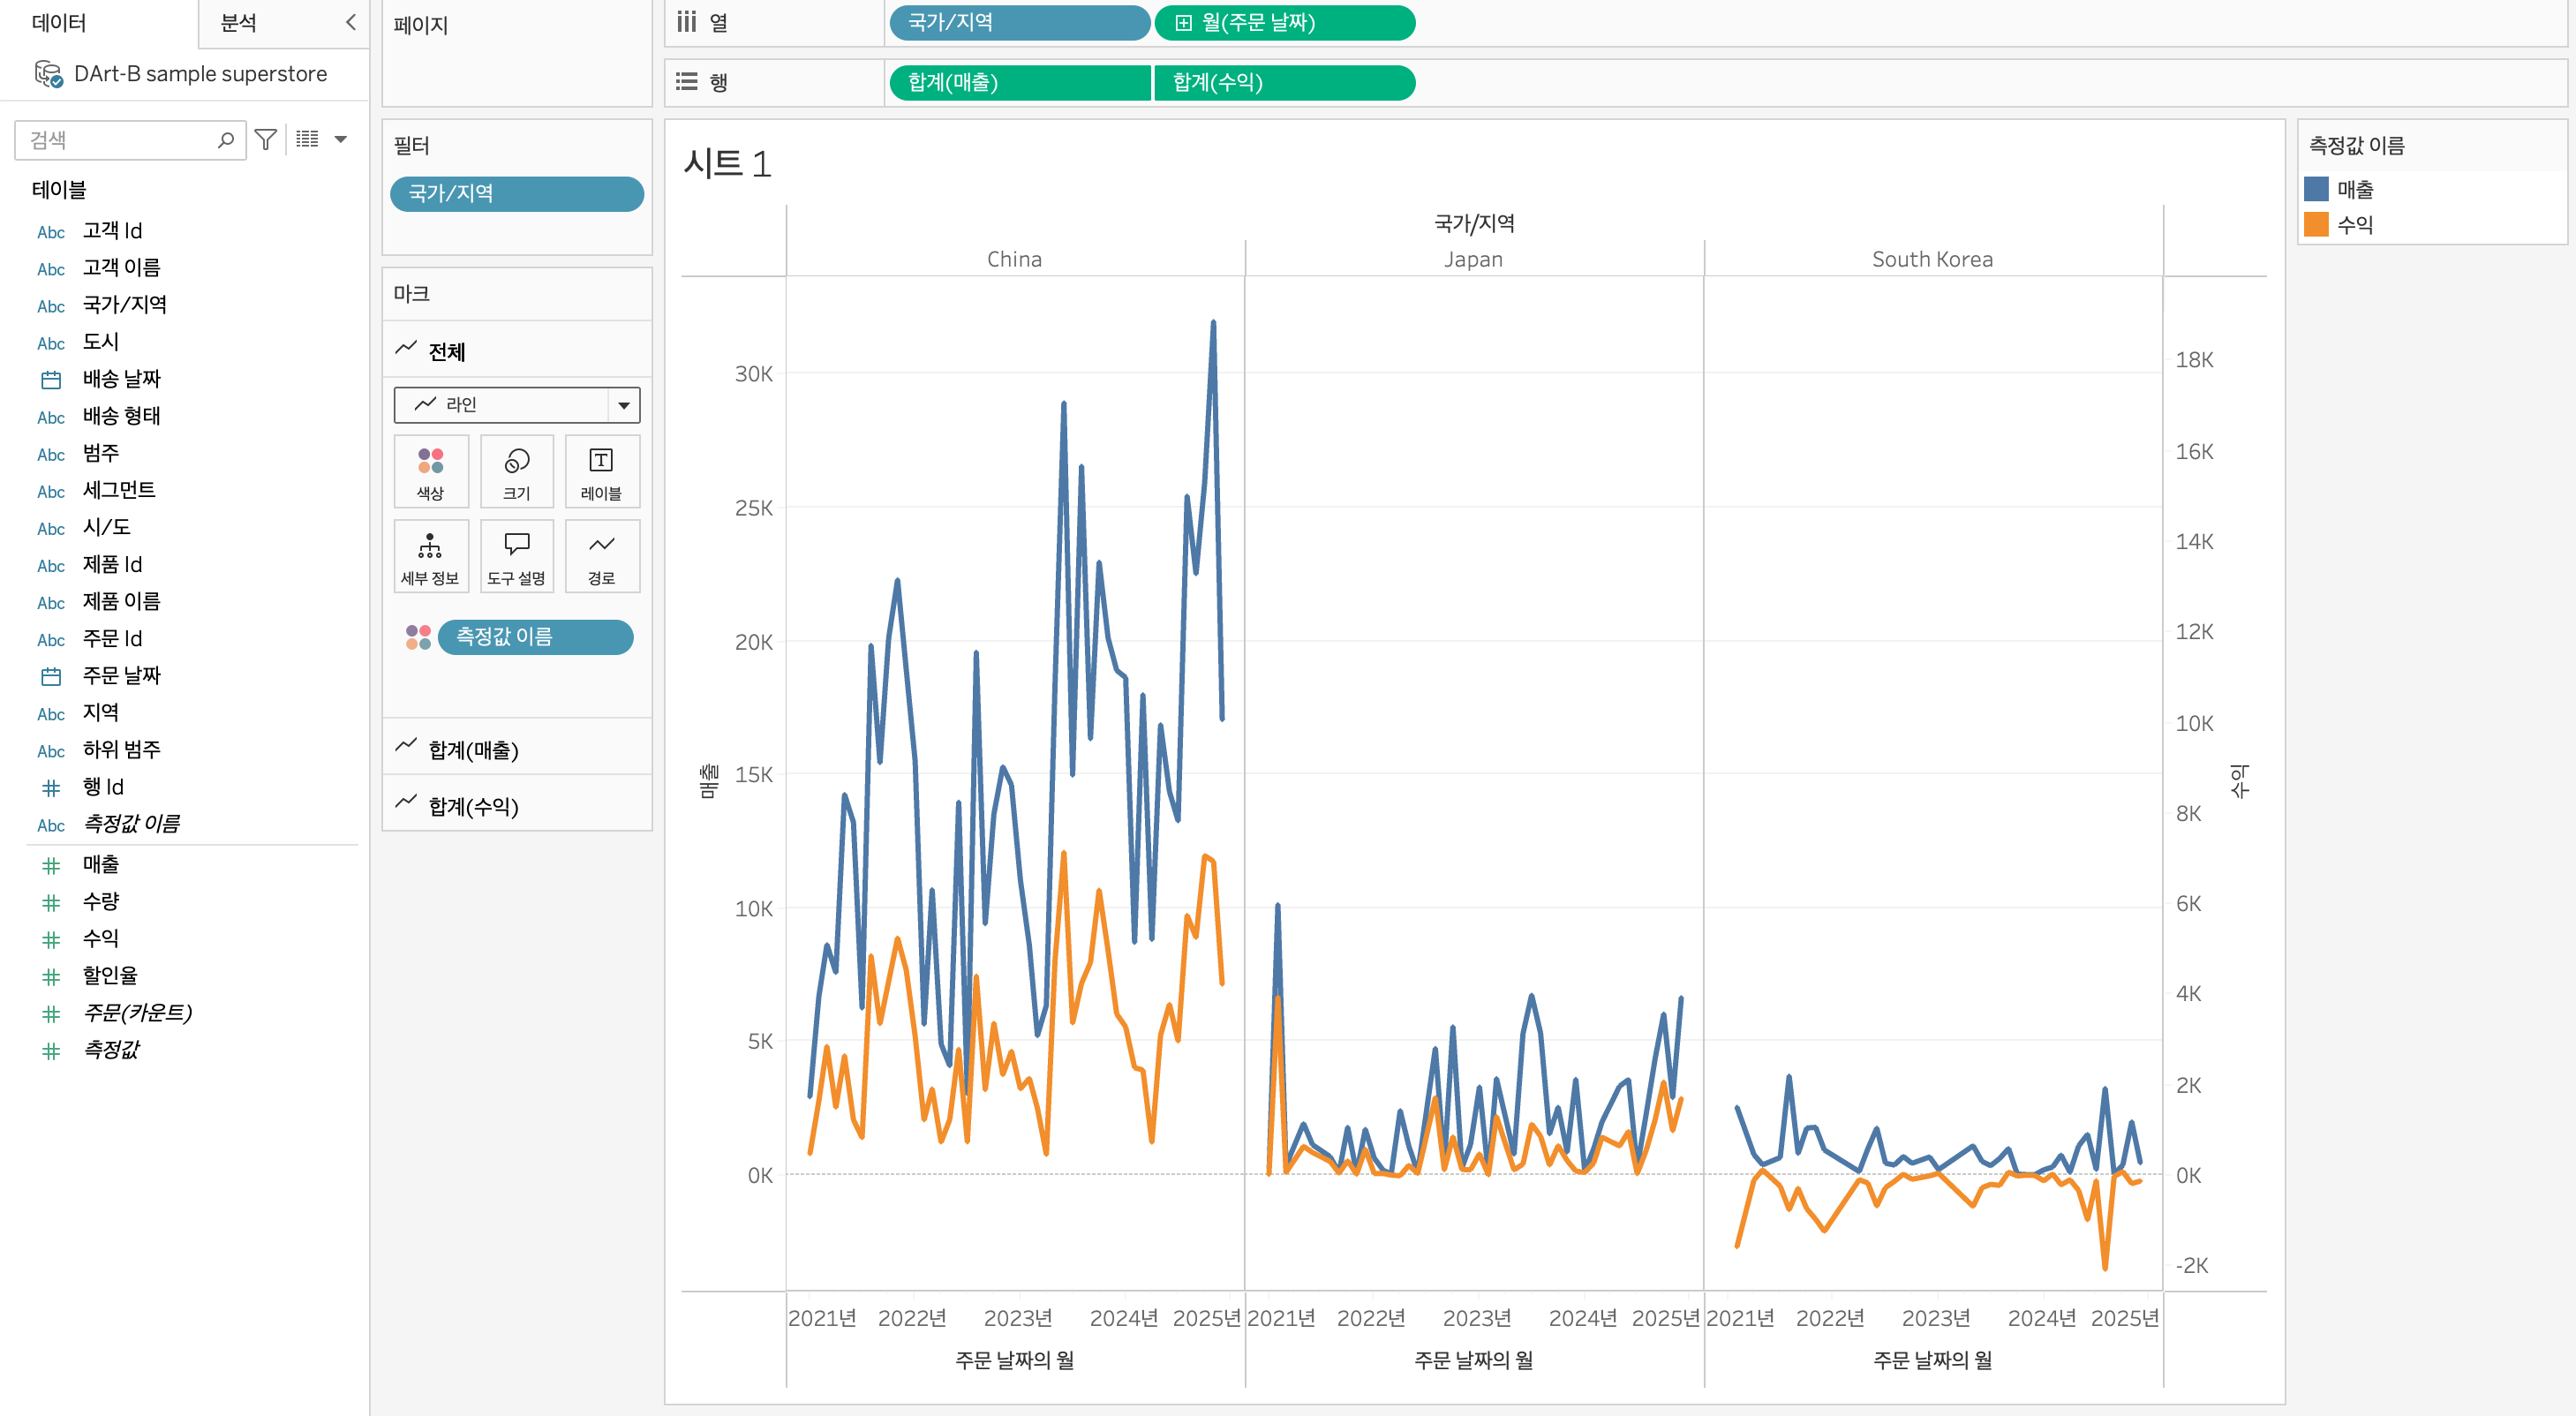 데이터
분석
DArt-B sample superstore
검색
테이블
Abc 고객 Id
Abc 고객 이름
Abc 국가/지역
Abc 도시
배송 날짜
Abc 배송 형태
Abc 범주
Abc 세그먼트
Abc 시/도
Abc 제품 Id
Abc 제품 이름
Abc 주문 Id
주문 날짜
Abc 지역
Abc 하위 범주
# 행 Id
Abc 측정값 이름
# 매출
# 수량
# 수익
# 할인율
# 주문(카운트)
# 측정값
페이지
필터
국가/지역
마크
전체
라인
색상 크기 레이블
세부 정보 도구 설명 경로
측정값 이름
합계(매출)
합계(수익)
열 국가/지역 월(주문 날짜)
행 합계(매출) 합계(수익)
시트 1
국가/지역
China Japan South Korea
매출
30K
25K
20K
15K
10K
5K
0K
18K
16K
14K
12K
10K
8K
6K
4K
2K
0K
-2K
수익
2021년 2022년 2023년 2024년 2025년 2021년 2022년 2023년 2024년 2025년 2021년 2022년 2023년 2024년 2025년
주문 날짜의 월 주문 날짜의 월 주문 날짜의 월
측정값 이름
매출
수익